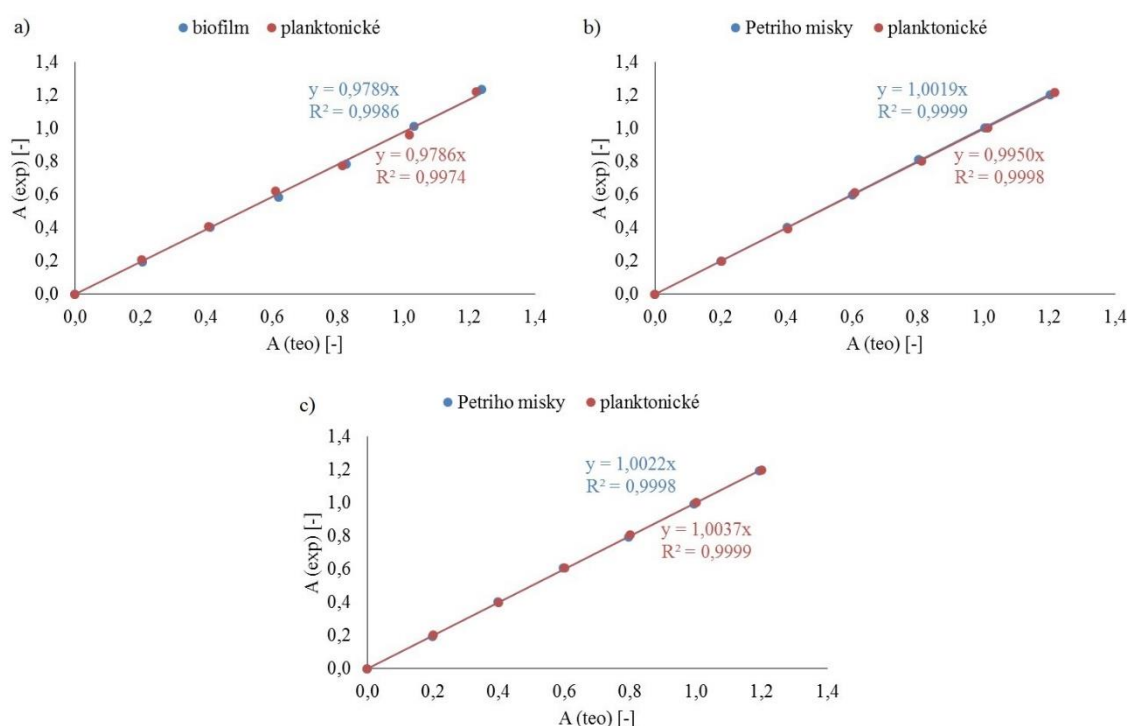 a)
biofilm planktonické
1,4
1,2
1,0
0,8
0,6
0,4
0,2
0,0
A (exp) [-]
y = 0,9789x
R² = 0,9986
y = 0,9786x
R² = 0,9974
0,0 0,2 0,4 0,6 0,8 1,0 1,2 1,4
A (teo) [-]
b)
Petriho misky planktonické
1,4
1,2
1,0
0,8
0,6
0,4
0,2
0,0
A (exp) [-]
y = 1,0019x
R² = 0,9999
y = 0,9950x
R² = 0,9998
0,0 0,2 0,4 0,6 0,8 1,0 1,2 1,4
A (teo) [-]
c)
Petriho misky planktonické
1,4
1,2
1,0
0,8
0,6
0,4
0,2
0,0
A (exp) [-]
y = 1,0022x
R² = 0,9998
y = 1,0037x
R² = 0,9999
0,0 0,2 0,4 0,6 0,8 1,0 1,2 1,4
A (teo) [-]